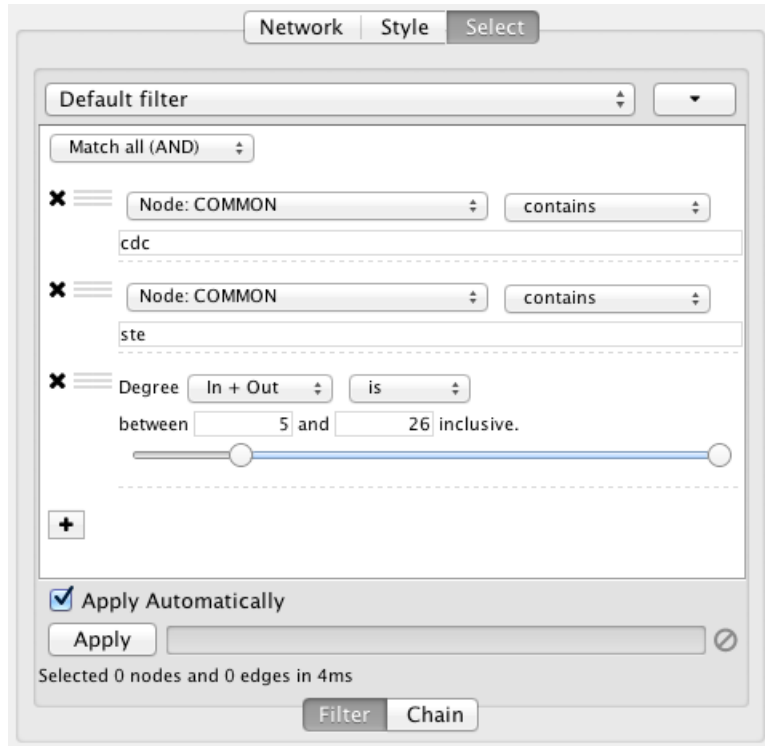 Network Style Select
Default filter
Match all (AND)
Node: COMMON contains
cdc
Node: COMMON contains
ste
Degree In + Out is
between 5 and 26 inclusive.
Apply Automatically
Apply
Selected 0 nodes and 0 edges in 4ms
Filter Chain